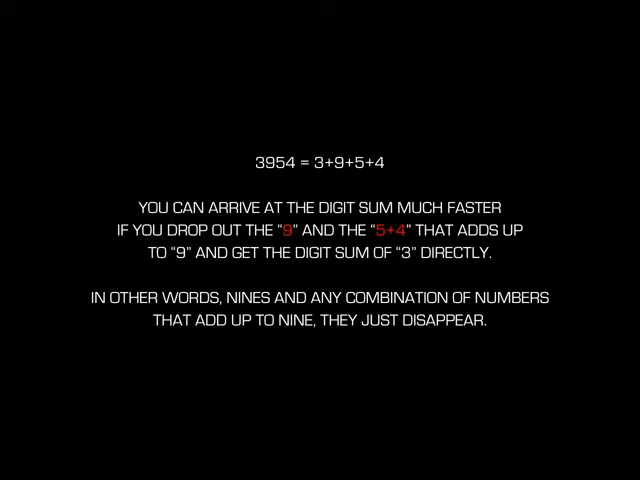 3954 = 3+9+5+4
YOU CAN ARRIVE AT THE DIGIT SUM MUCH FASTER
IF YOU DROP OUT THE “9” AND THE “5+4” THAT ADDS UP
TO “9” AND GET THE DIGIT SUM OF “3” DIRECTLY.
IN OTHER WORDS, NINES AND ANY COMBINATION OF NUMBERS
THAT ADD UP TO NINE, THEY JUST DISAPPEAR.